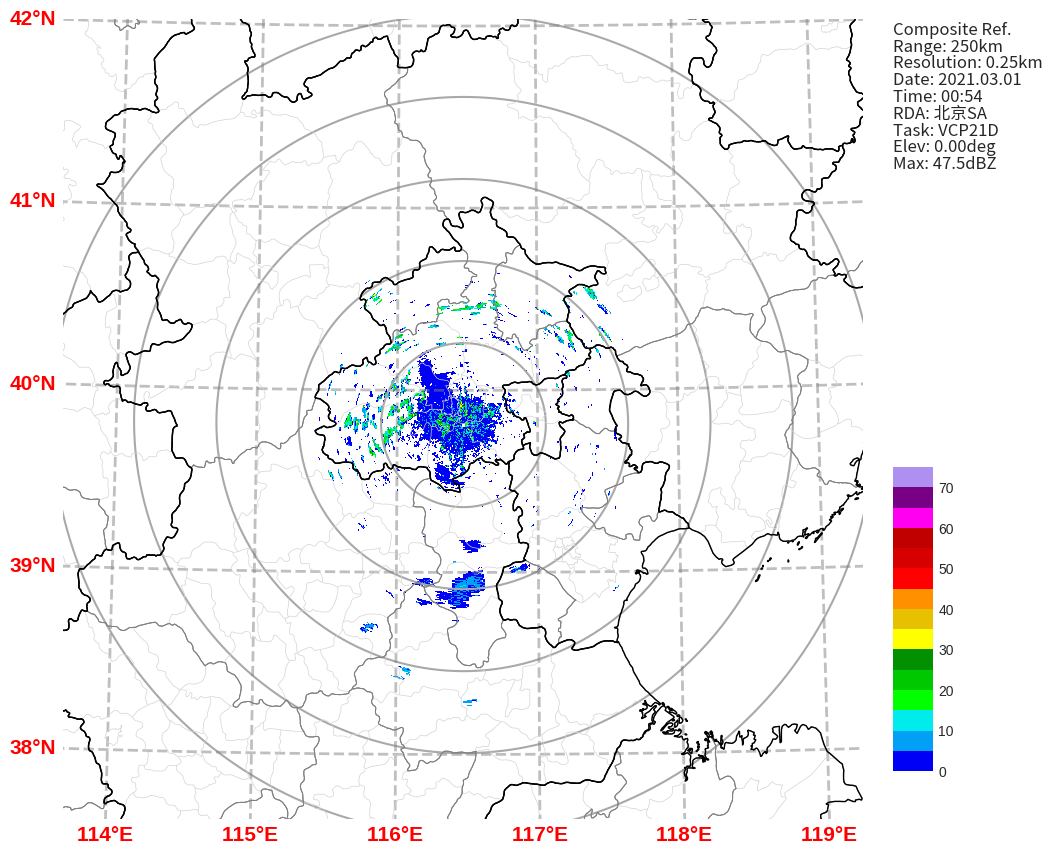 42°N
41°N
40°N
39°N
38°N
114°E
115°E
116°E
117°E
118°E
119°E
Composite Ref.
Range: 250km
Resolution: 0.25km
Date: 2021.03.01
Time: 00:54
RDA: 北京SA
Task: VCP21D
Elev: 0.00deg
Max: 47.5dBZ
70
60
50
40
30
20
10
0